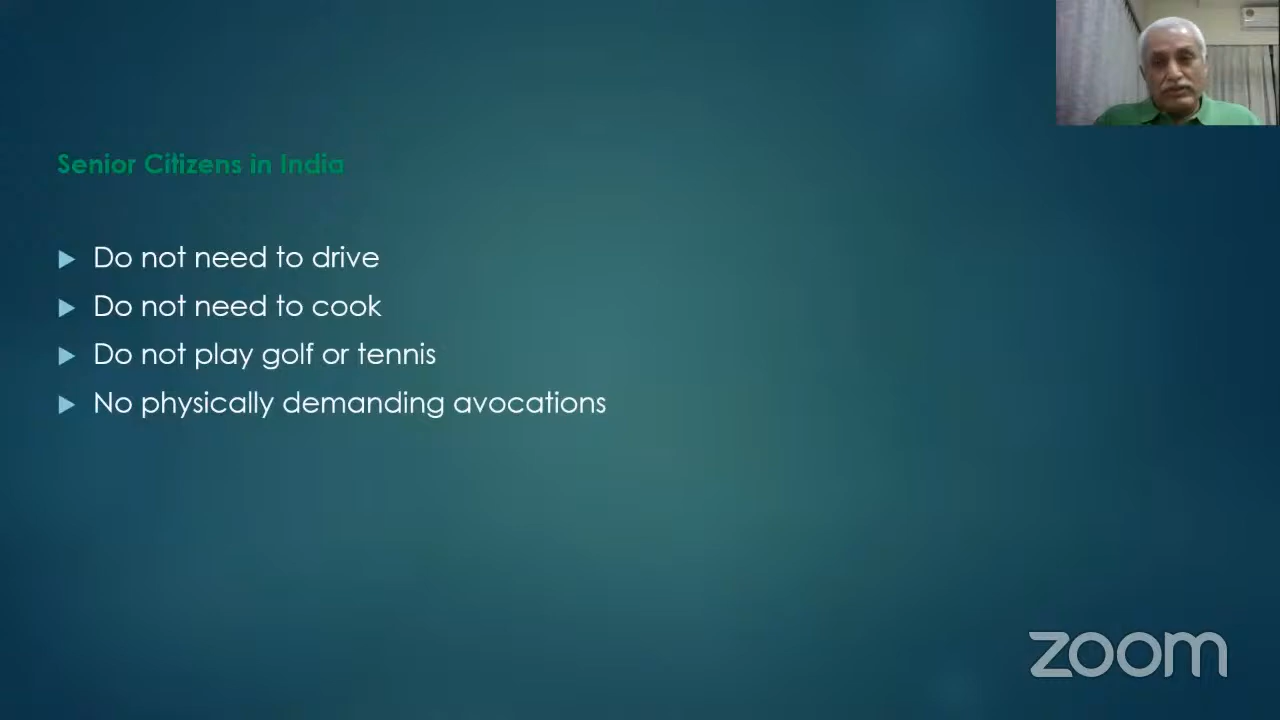 Senior Citizens in India
Do not need to drive
Do not need to cook
Do not play golf or tennis
No physically demanding avocations
zoom